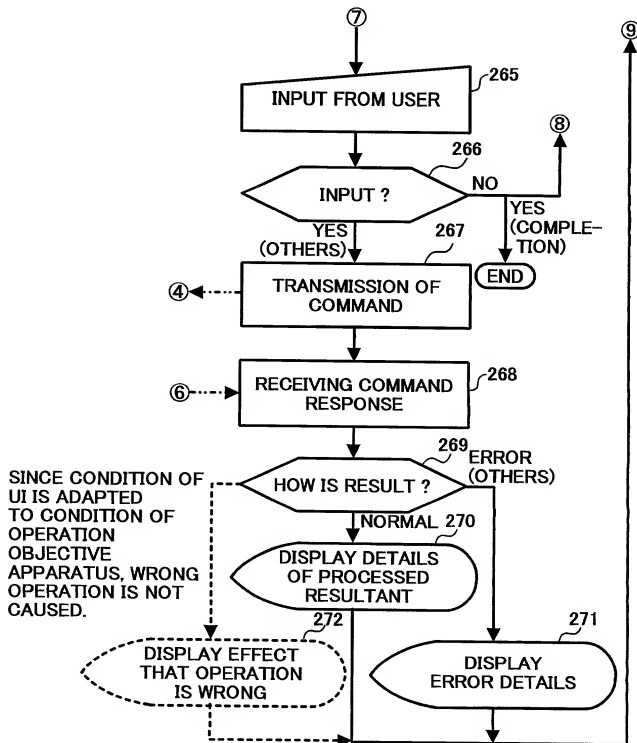 ⑦
⑨
265
INPUT FROM USER
⑧
266
INPUT ?
NO
YES
(COMPLE-
TION)
END
YES
(OTHERS)
267
④
TRANSMISSION OF
COMMAND
⑥
RECEIVING COMMAND
RESPONSE
268
269
ERROR
(OTHERS)
HOW IS RESULT ?
SINCE CONDITION OF
UI IS ADAPTED
TO CONDITION OF
OPERATION
OBJECTIVE
APPARATUS, WRONG
OPERATION IS NOT
CAUSED.
NORMAL
270
DISPLAY DETAILS
OF PROCESSED
RESULTANT
272
DISPLAY EFFECT
THAT OPERATION
IS WRONG
271
DISPLAY
ERROR DETAILS